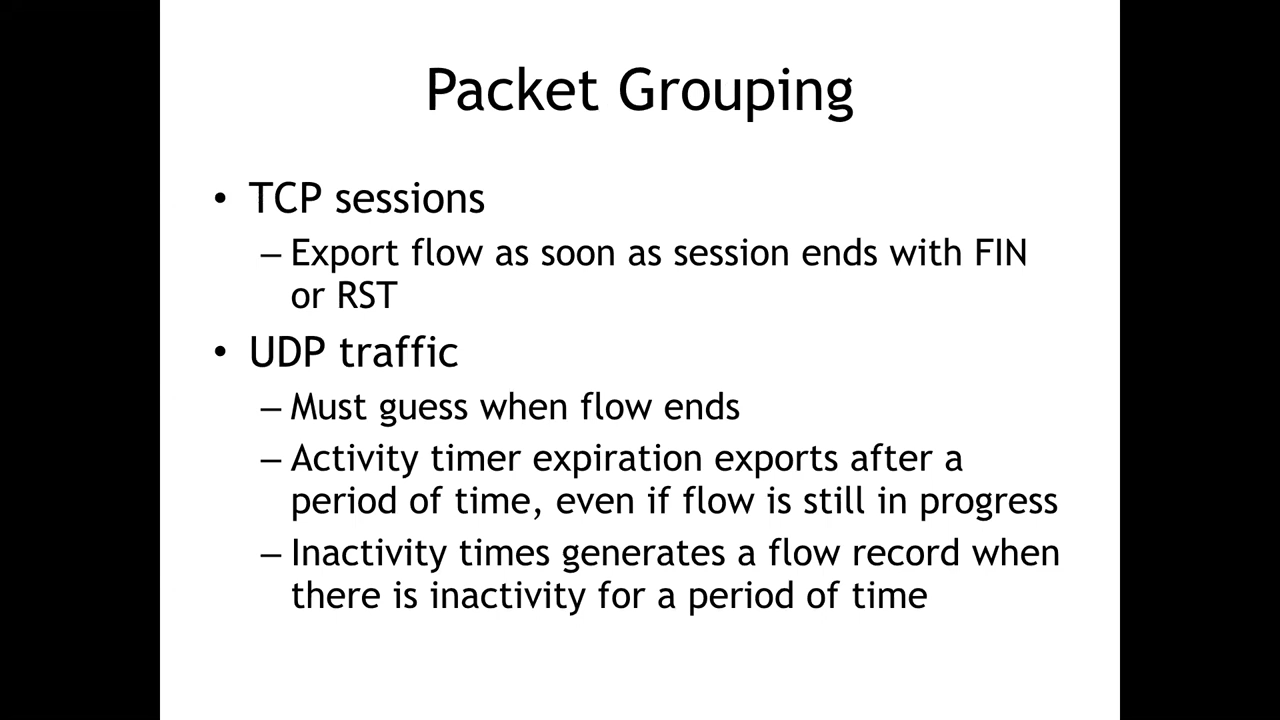 Packet Grouping
• TCP sessions
– Export flow as soon as session ends with FIN
or RST
• UDP traffic
– Must guess when flow ends
– Activity timer expiration exports after a
period of time, even if flow is still in progress
– Inactivity times generates a flow record when
there is inactivity for a period of time